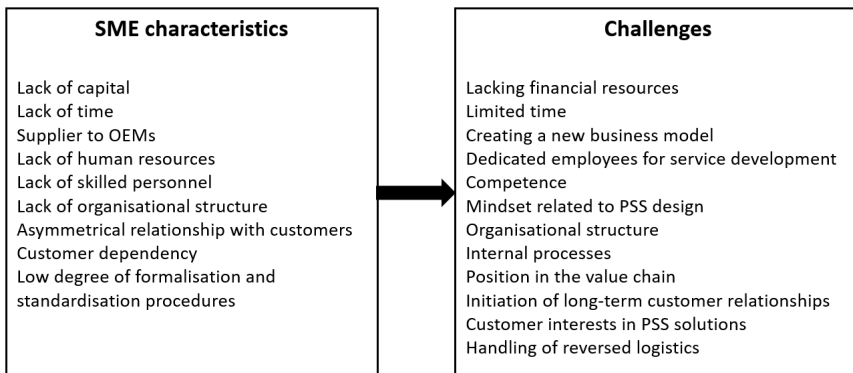 SME characteristics
Lack of capital
Lack of time
Supplier to OEMs
Lack of human resources
Lack of skilled personnel
Lack of organisational structure
Asymmetrical relationship with customers
Customer dependency
Low degree of formalisation and
standardisation procedures
Challenges
Lacking financial resources
Limited time
Creating a new business model
Dedicated employees for service development
Competence
Mindset related to PSS design
Organisational structure
Internal processes
Position in the value chain
Initiation of long-term customer relationships
Customer interests in PSS solutions
Handling of reversed logistics